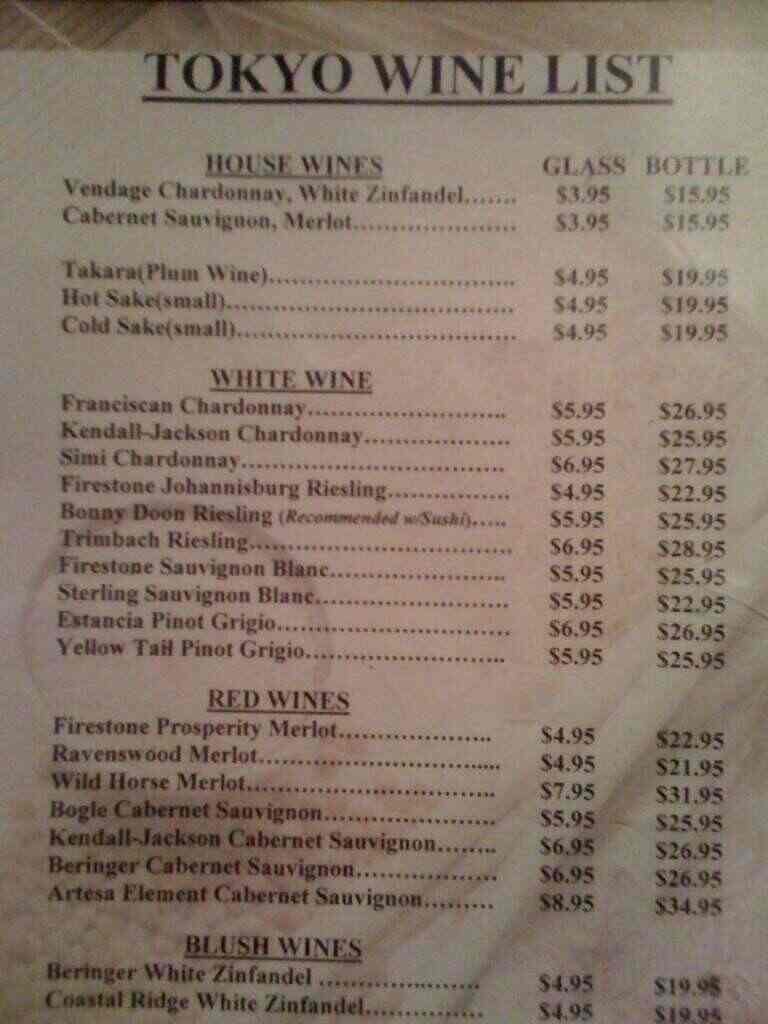 TOKYO WINE LIST
HOUSE WINES GLASS BOTTLE
Vendage Chardonnay, White Zinfandel....... $3.95 $15.95
Cabernet Sauvignon, Merlot..................... $3.95 $15.95
Takara(Plum Wine)................................ $4.95 $19.95
Hot Sake(small)..................................... $4.95 $19.95
Cold Sake(small).................................... $4.95 $19.95
WHITE WINE
Franciscan Chardonnay......................... $5.95 $26.95
Kendall-Jackson Chardonnay.................. $5.95 $25.95
Simi Chardonnay.................................. $6.95 $27.95
Firestone Johannisburg Riesling............... $4.95 $22.95
Bonny Doon Riesling (Recommended w/Sushi)..... $5.95 $25.95
Trimbach Riesling................................. $6.95 $28.95
Firestone Sauvignon Blanc...................... $5.95 $25.95
Sterling Sauvignon Blanc........................ $5.95 $22.95
Estancia Pinot Grigio............................. $6.95 $26.95
Yellow Tail Pinot Grigio......................... $5.95 $25.95
RED WINES
Firestone Prosperity Merlot.................... $4.95 $22.95
Ravenswood Merlot............................... $4.95 $21.95
Wild Horse Merlot................................ $7.95 $31.95
Bogle Cabernet Sauvignon...................... $5.95 $25.95
Kendall-Jackson Cabernet Sauvignon........ $6.95 $26.95
Beringer Cabernet Sauvignon.................. $6.95 $26.95
Artesa Element Cabernet Sauvignon......... $8.95 $34.95
BLUSH WINES
Beringer White Zinfandel ..................... $4.95 $19.95
Coastal Ridge White Zinfandel............... $4.95 $19.95